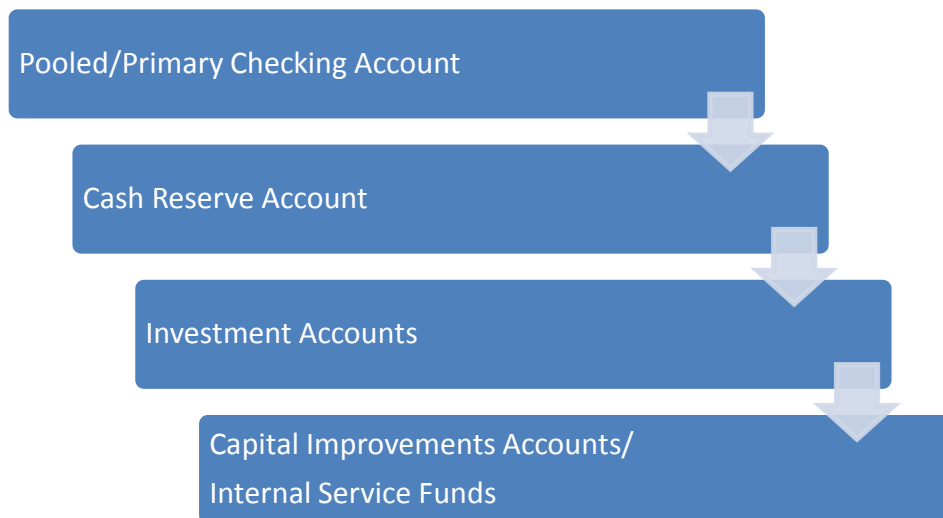 Pooled/Primary Checking Account
Cash Reserve Account
Investment Accounts
Capital Improvements Accounts/
Internal Service Funds